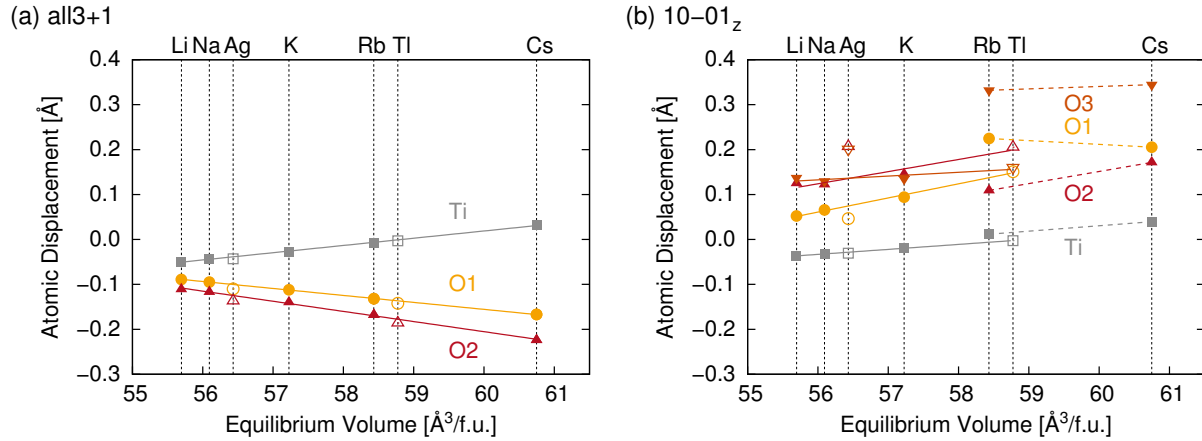 (a) all3+1
Li Na Ag K Rb Tl Cs
0.4
0.3
0.2
0.1
0.0
−0.1
−0.2
−0.3
Atomic Displacement [Å]
Ti
O1
O2
55 56 57 58 59 60 61
Equilibrium Volume [Å³/f.u.]
(b) 10−01z
Li Na Ag K Rb Tl Cs
0.4
0.3
0.2
0.1
0.0
−0.1
−0.2
−0.3
Atomic Displacement [Å]
O3
O1
O2
Ti
55 56 57 58 59 60 61
Equilibrium Volume [Å³/f.u.]